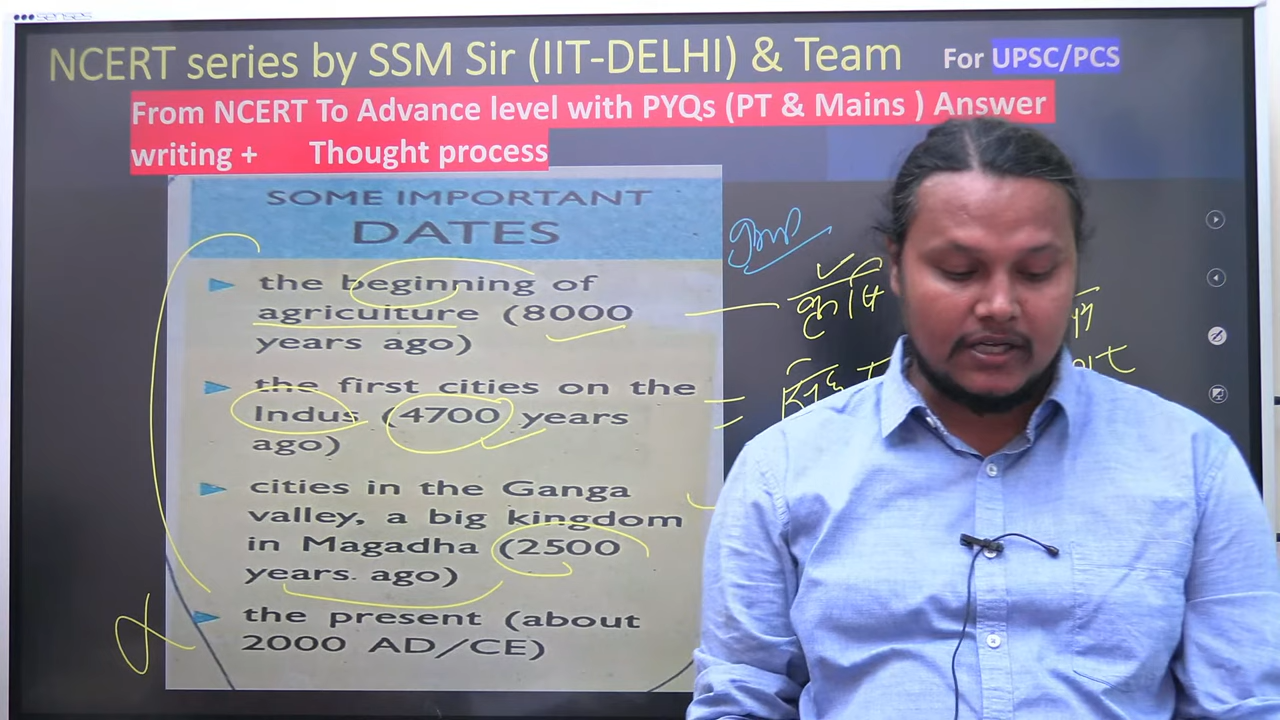 NCERT series by SSM Sir (IIT-DELHI) & Team For UPSC/PCS
From NCERT To Advance level with PYQs (PT & Mains ) Answer
writing + Thought process
SOME IMPORTANT
DATES
the beginning of
agriculture (8000
years ago)
the first cities on the
Indus (4700 years
ago)
cities in the Ganga
valley, a big kingdom
in Magadha (2500
years. ago)
the present (about
2000 AD/CE)